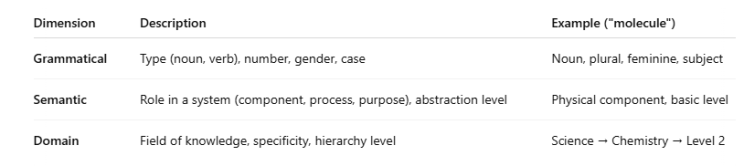 Dimension Description Example ("molecule")
Grammatical Type (noun, verb), number, gender, case Noun, plural, feminine, subject
Semantic Role in a system (component, process, purpose), abstraction level Physical component, basic level
Domain Field of knowledge, specificity, hierarchy level Science → Chemistry → Level 2